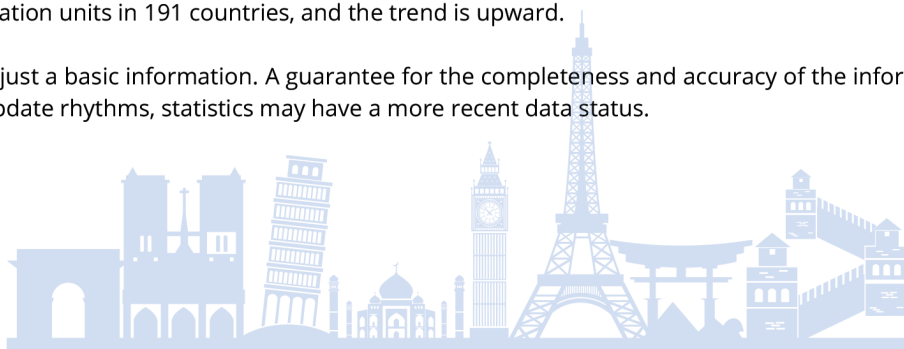 ation units in 191 countries, and the trend is upward.
just a basic information. A guarantee for the completeness and accuracy of the infor
date rhythms, statistics may have a more recent data status.